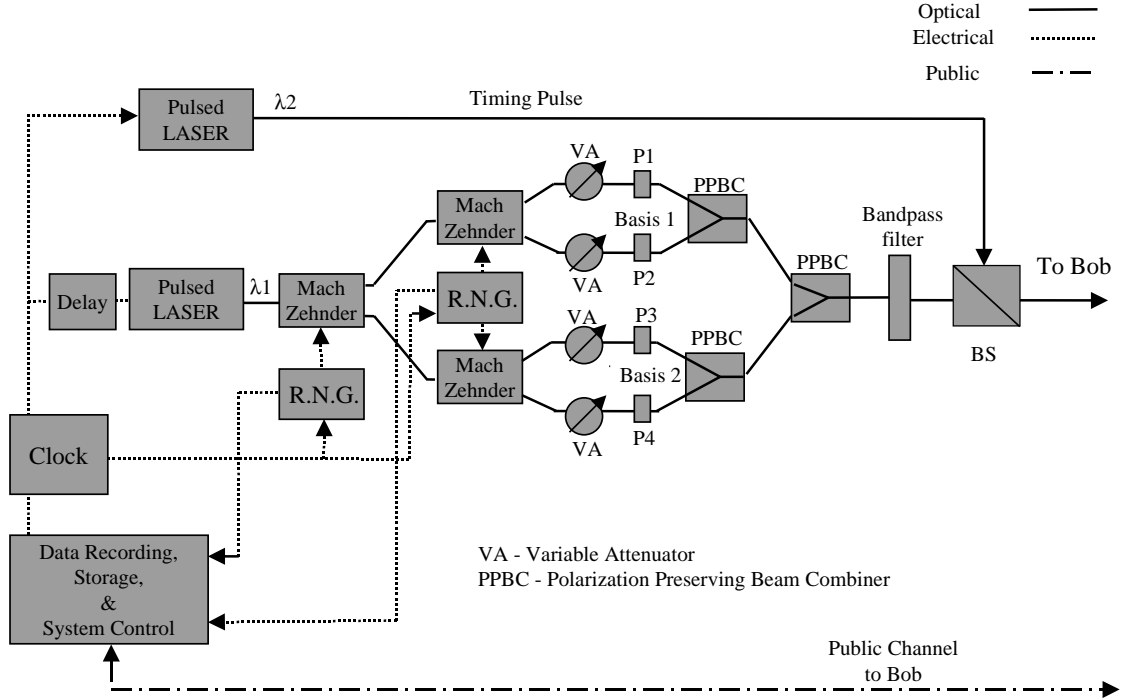 Optical
Electrical
Public
Pulsed
LASER
λ2
Timing Pulse
VA
P1
PPBC
Mach
Zehnder
Basis 1
VA
P2
Bandpass
filter
PPBC
To Bob
Delay
Pulsed
LASER
λ1
Mach
Zehnder
R.N.G.
VA
P3
PPBC
BS
Mach
Zehnder
Basis 2
R.N.G.
VA
P4
Clock
Data Recording,
Storage,
&
System Control
VA - Variable Attenuator
PPBC - Polarization Preserving Beam Combiner
Public Channel
to Bob